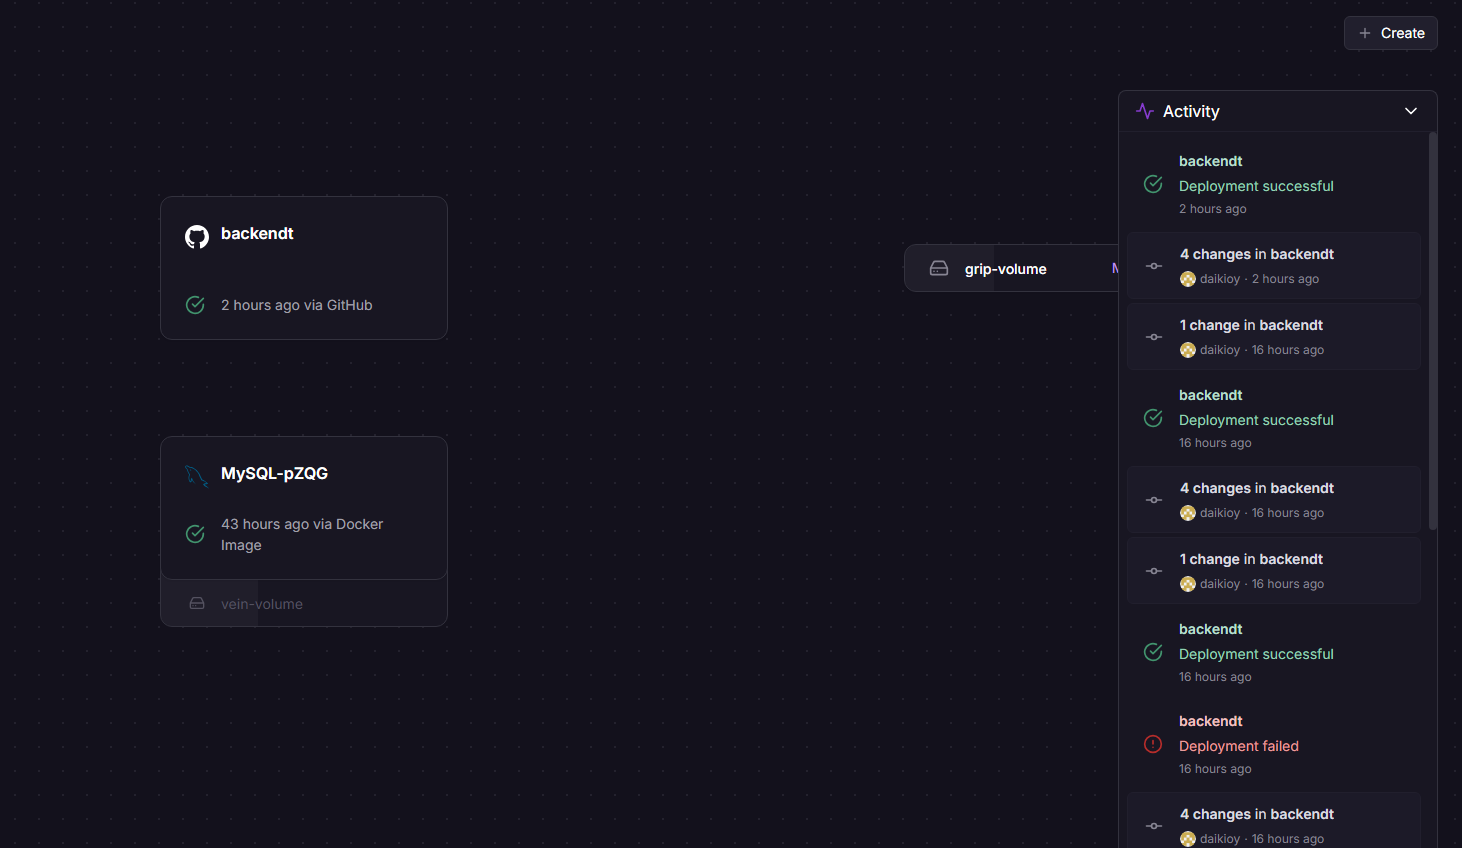 Create
Activity
backendt
Deployment successful
2 hours ago
4 changes in backendt
daikioy · 2 hours ago
1 change in backendt
daikioy · 16 hours ago
backendt
Deployment successful
16 hours ago
4 changes in backendt
daikioy · 16 hours ago
1 change in backendt
daikioy · 16 hours ago
backendt
Deployment successful
16 hours ago
backendt
Deployment failed
16 hours ago
4 changes in backendt
daikioy · 16 hours ago
backendt
2 hours ago via GitHub
grip-volume
MySQL-pZQG
43 hours ago via Docker
Image
vein-volume